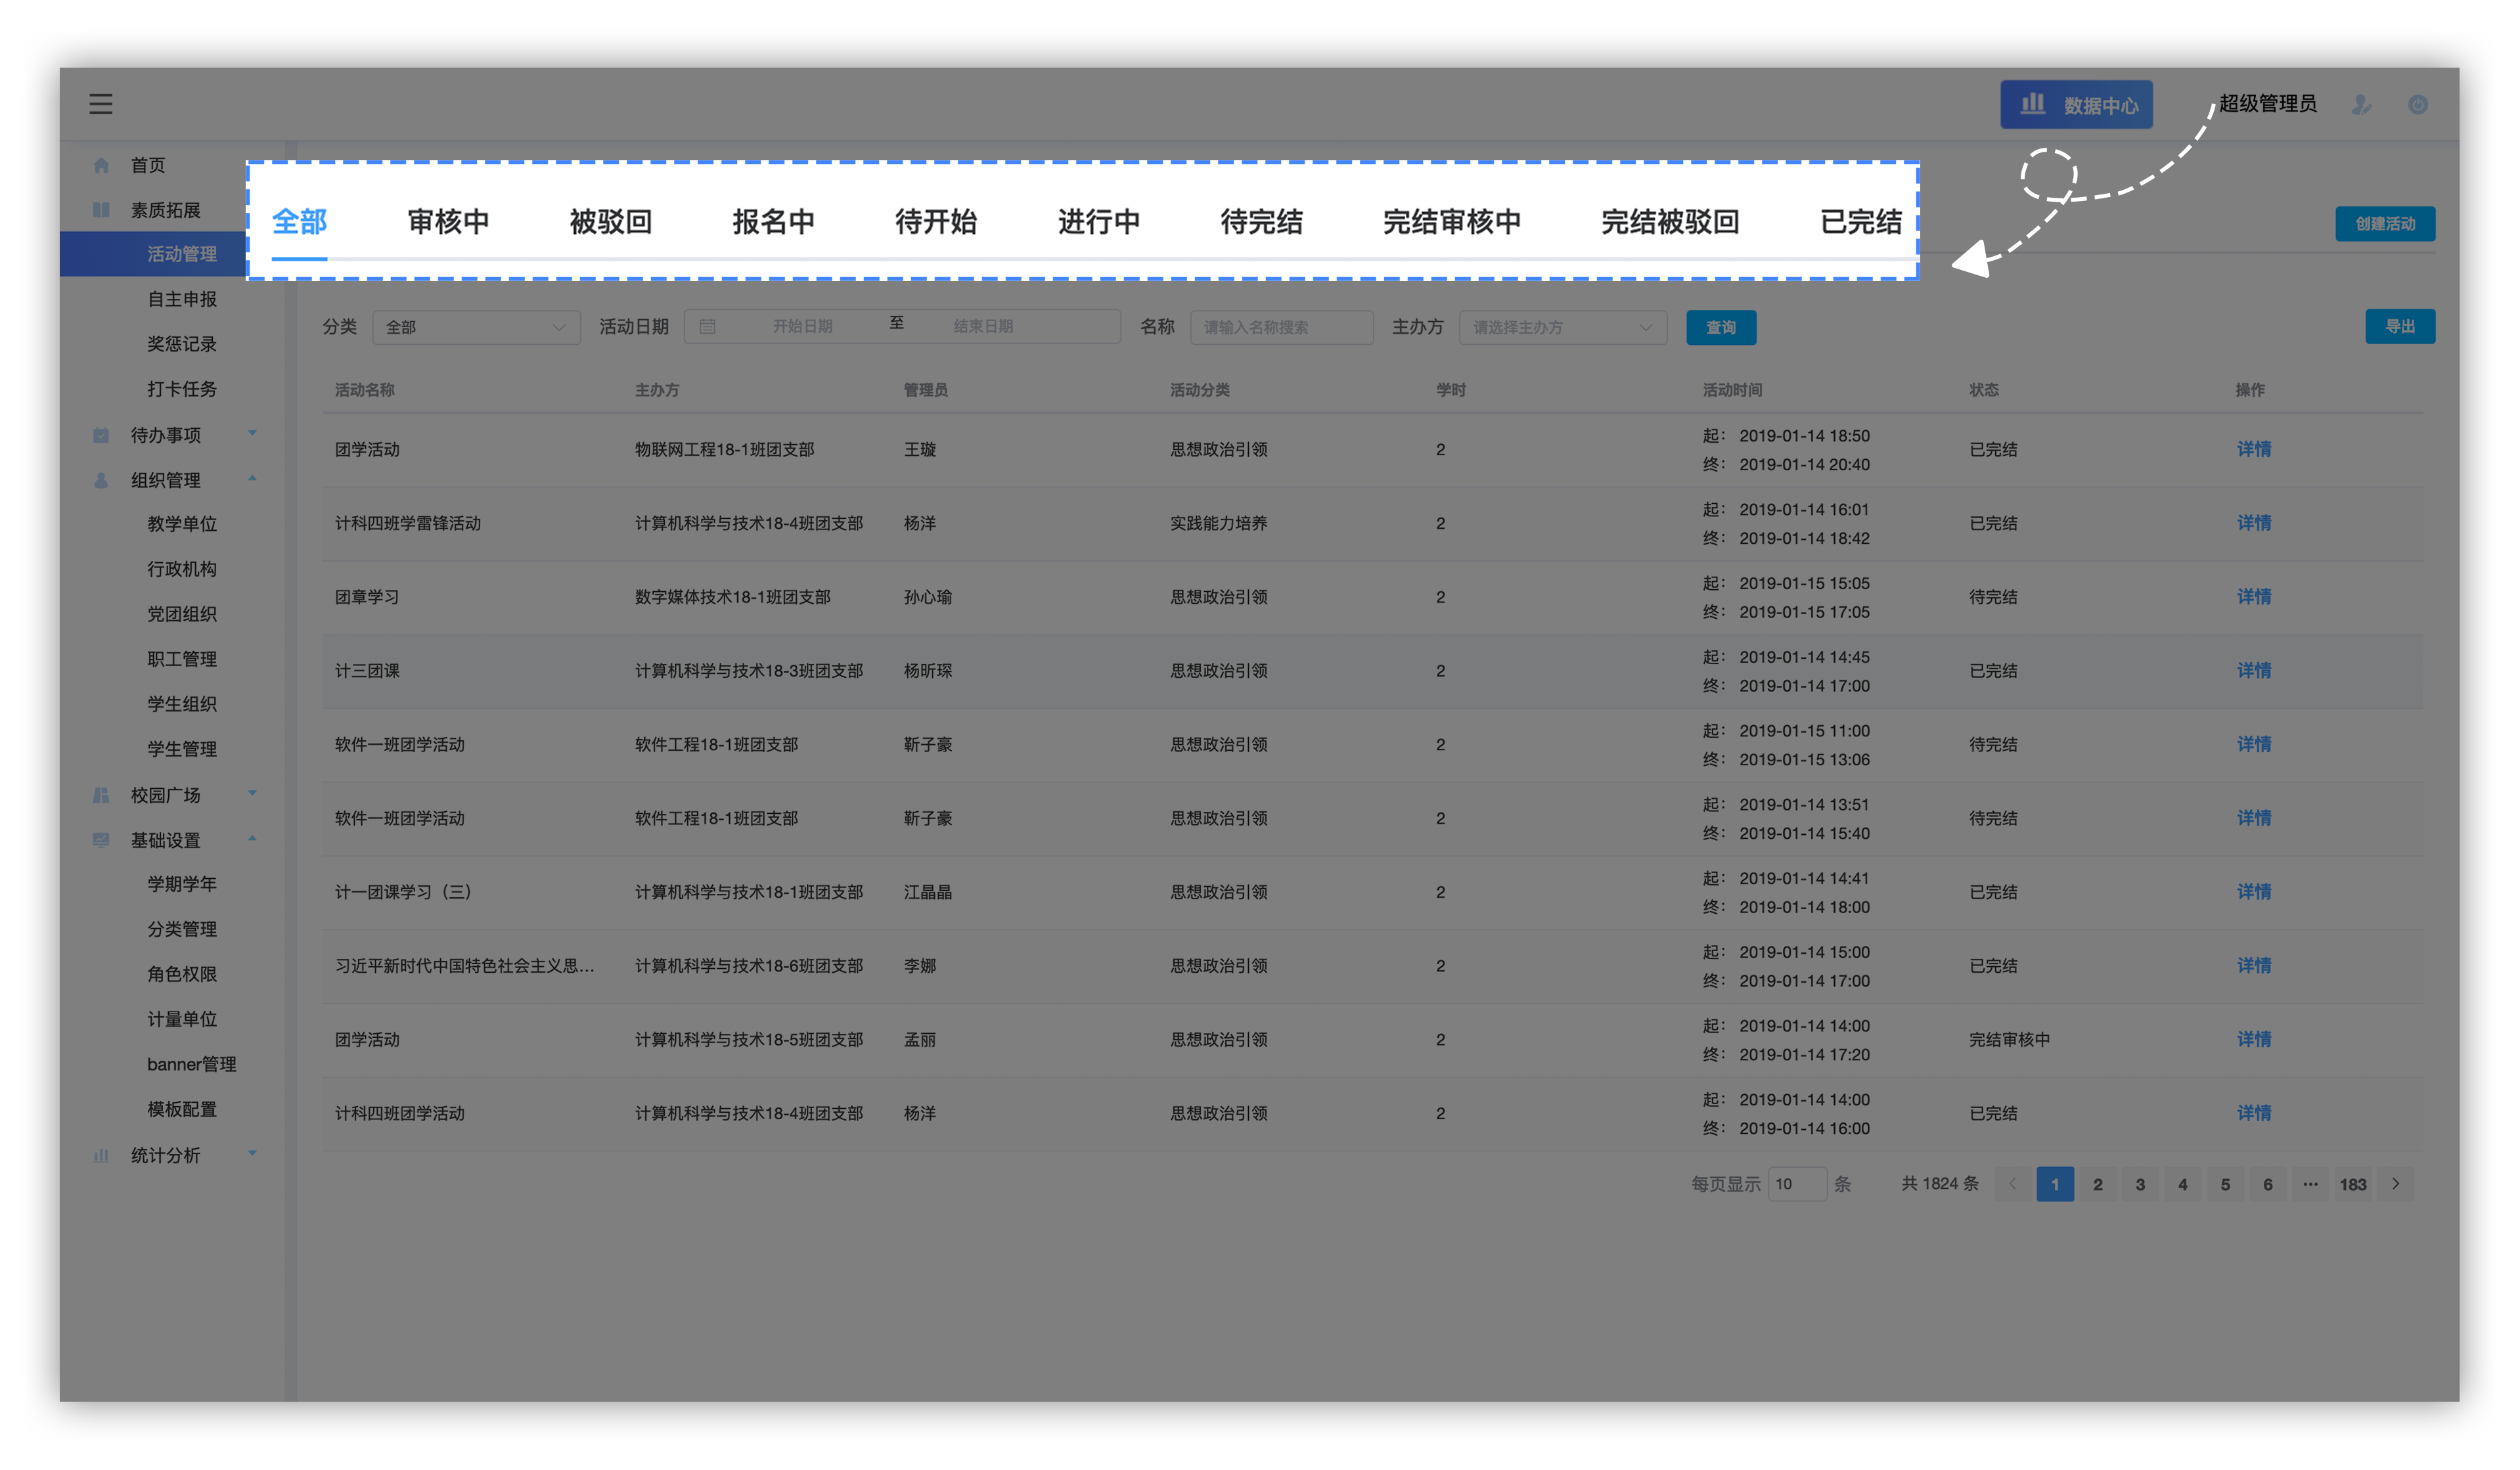 数据中心 超级管理员
首页
素质拓展
活动管理
自主申报
奖惩记录
打卡任务
待办事项
组织管理
教学单位
行政机构
党团组织
职工管理
学生组织
学生管理
校园广场
基础设置
学期学年
分类管理
角色权限
计量单位
banner管理
模板配置
统计分析
全部 审核中 被驳回 报名中 待开始 进行中 待完结 完结审核中 完结被驳回 已完结
创建活动
分类 全部 活动日期 开始日期 至 结束日期 名称 请输入名称搜索 主办方 请选择主办方 查询 导出
活动名称 主办方 管理员 活动分类 学时 活动时间 状态 操作
团学活动 物联网工程18-1班团支部 王璇 思想政治引领 2 起： 2019-01-14 18:50 已完结 详情
终： 2019-01-14 20:40
计科四班学雷锋活动 计算机科学与技术18-4班团支部 杨洋 实践能力培养 2 起： 2019-01-14 16:01 已完结 详情
终： 2019-01-14 18:42
团章学习 数字媒体技术18-1班团支部 孙心瑜 思想政治引领 2 起： 2019-01-15 15:05 待完结 详情
终： 2019-01-15 17:05
计三团课 计算机科学与技术18-3班团支部 杨昕琛 思想政治引领 2 起： 2019-01-14 14:45 已完结 详情
终： 2019-01-14 17:00
软件一班团学活动 软件工程18-1班团支部 靳子豪 思想政治引领 2 起： 2019-01-15 11:00 待完结 详情
终： 2019-01-15 13:06
软件一班团学活动 软件工程18-1班团支部 靳子豪 思想政治引领 2 起： 2019-01-14 13:51 待完结 详情
终： 2019-01-14 15:40
计一团课学习（三） 计算机科学与技术18-1班团支部 江晶晶 思想政治引领 2 起： 2019-01-14 14:41 已完结 详情
终： 2019-01-14 18:00
习近平新时代中国特色社会主义思... 计算机科学与技术18-6班团支部 李娜 思想政治引领 2 起： 2019-01-14 15:00 已完结 详情
终： 2019-01-14 17:00
团学活动 计算机科学与技术18-5班团支部 孟丽 思想政治引领 2 起： 2019-01-14 14:00 完结审核中 详情
终： 2019-01-14 17:20
计科四班团学活动 计算机科学与技术18-4班团支部 杨洋 思想政治引领 2 起： 2019-01-14 14:00 已完结 详情
终： 2019-01-14 16:00
每页显示 10 条 共 1824 条 < 1 2 3 4 5 6 ··· 183 >